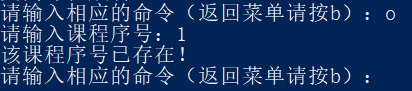 请输入相应的命令（返回菜单请按b）：o
请输入课程序号：1
该课程序号已存在！
请输入相应的命令（返回菜单请按b）：